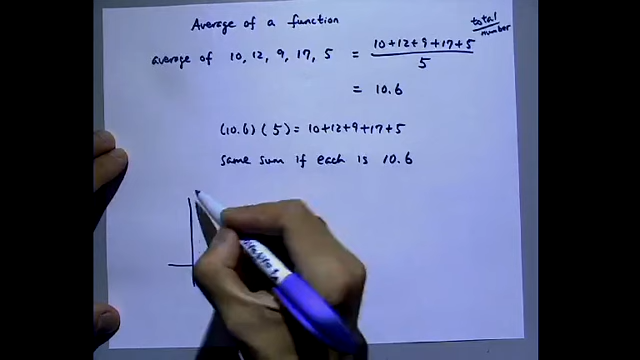 Average of a function
total
number
average of 10, 12, 9, 17, 5 = 10+12+9+17+5
5
= 10.6
(10.6)(5) = 10+12+9+17+5
same sum if each is 10.6